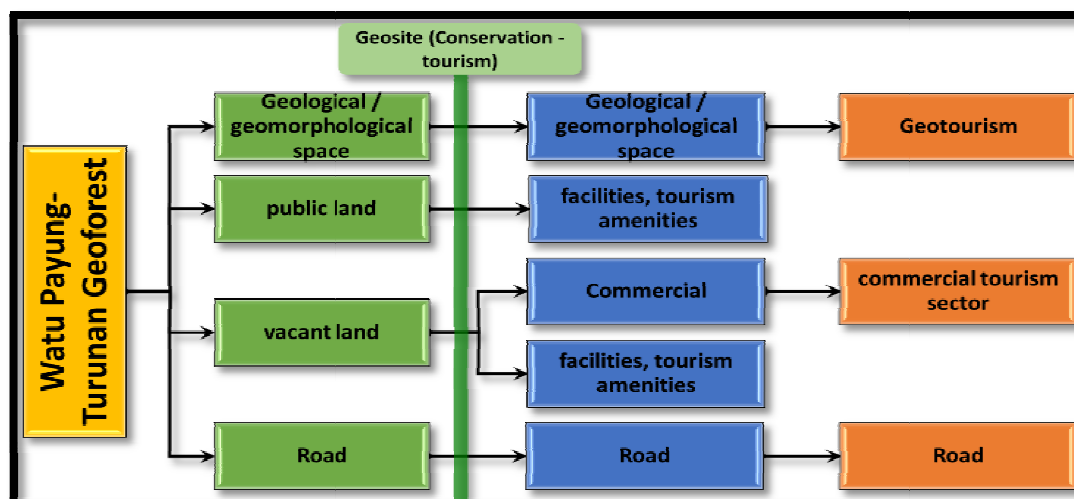 Geosite (Conservation -
tourism)
Watu Payung-
Turunan Geoforest
Geological /
geomorphological
space
Geological /
geomorphological
space
Geotourism
public land
facilities, tourism
amenities
vacant land
Commercial
commercial tourism
sector
facilities, tourism
amenities
Road
Road
Road